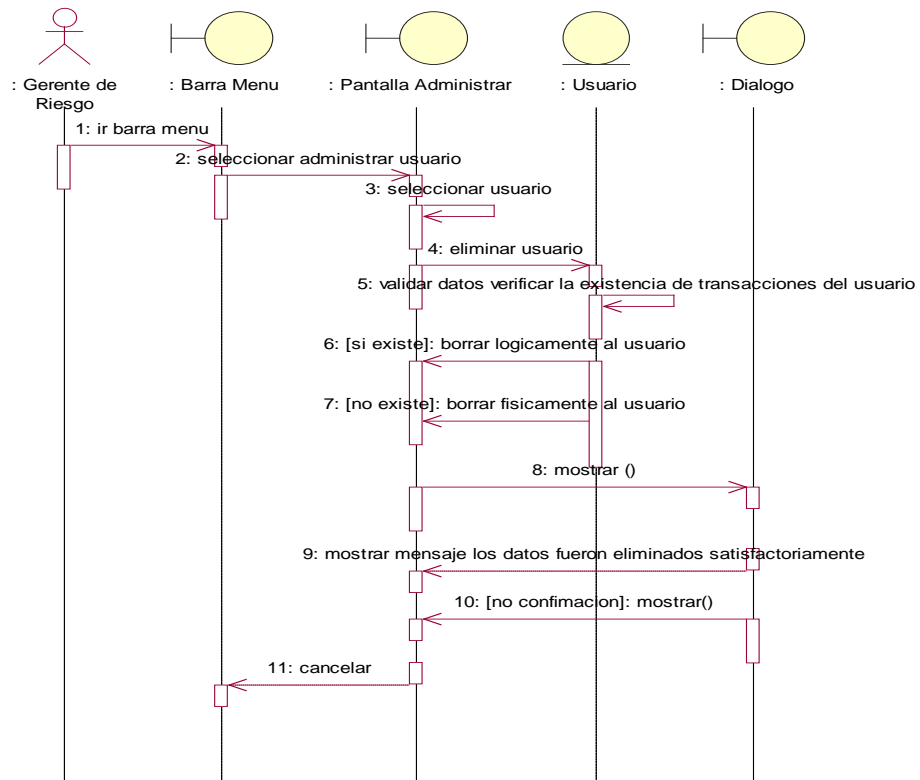 : Gerente de
Riesgo
: Barra Menu
: Pantalla Administrar
: Usuario
: Dialogo
1: ir barra menu
2: seleccionar administrar usuario
3: seleccionar usuario
4: eliminar usuario
5: validar datos verificar la existencia de transacciones del usuario
6: [si existe]: borrar logicamente al usuario
7: [no existe]: borrar fisicamente al usuario
8: mostrar ()
9: mostrar mensaje los datos fueron eliminados satisfactoriamente
10: [no confimacion]: mostrar()
11: cancelar